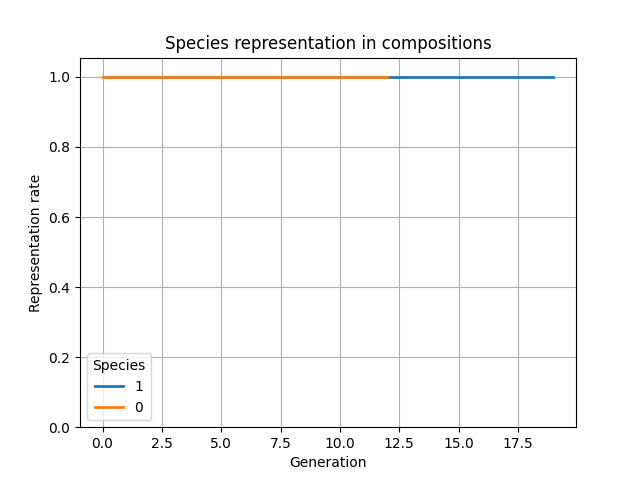 Species representation in compositions
Representation rate
1.0
0.8
0.6
0.4
0.2
0.0
Species
1
0
0.0 2.5 5.0 7.5 10.0 12.5 15.0 17.5
Generation